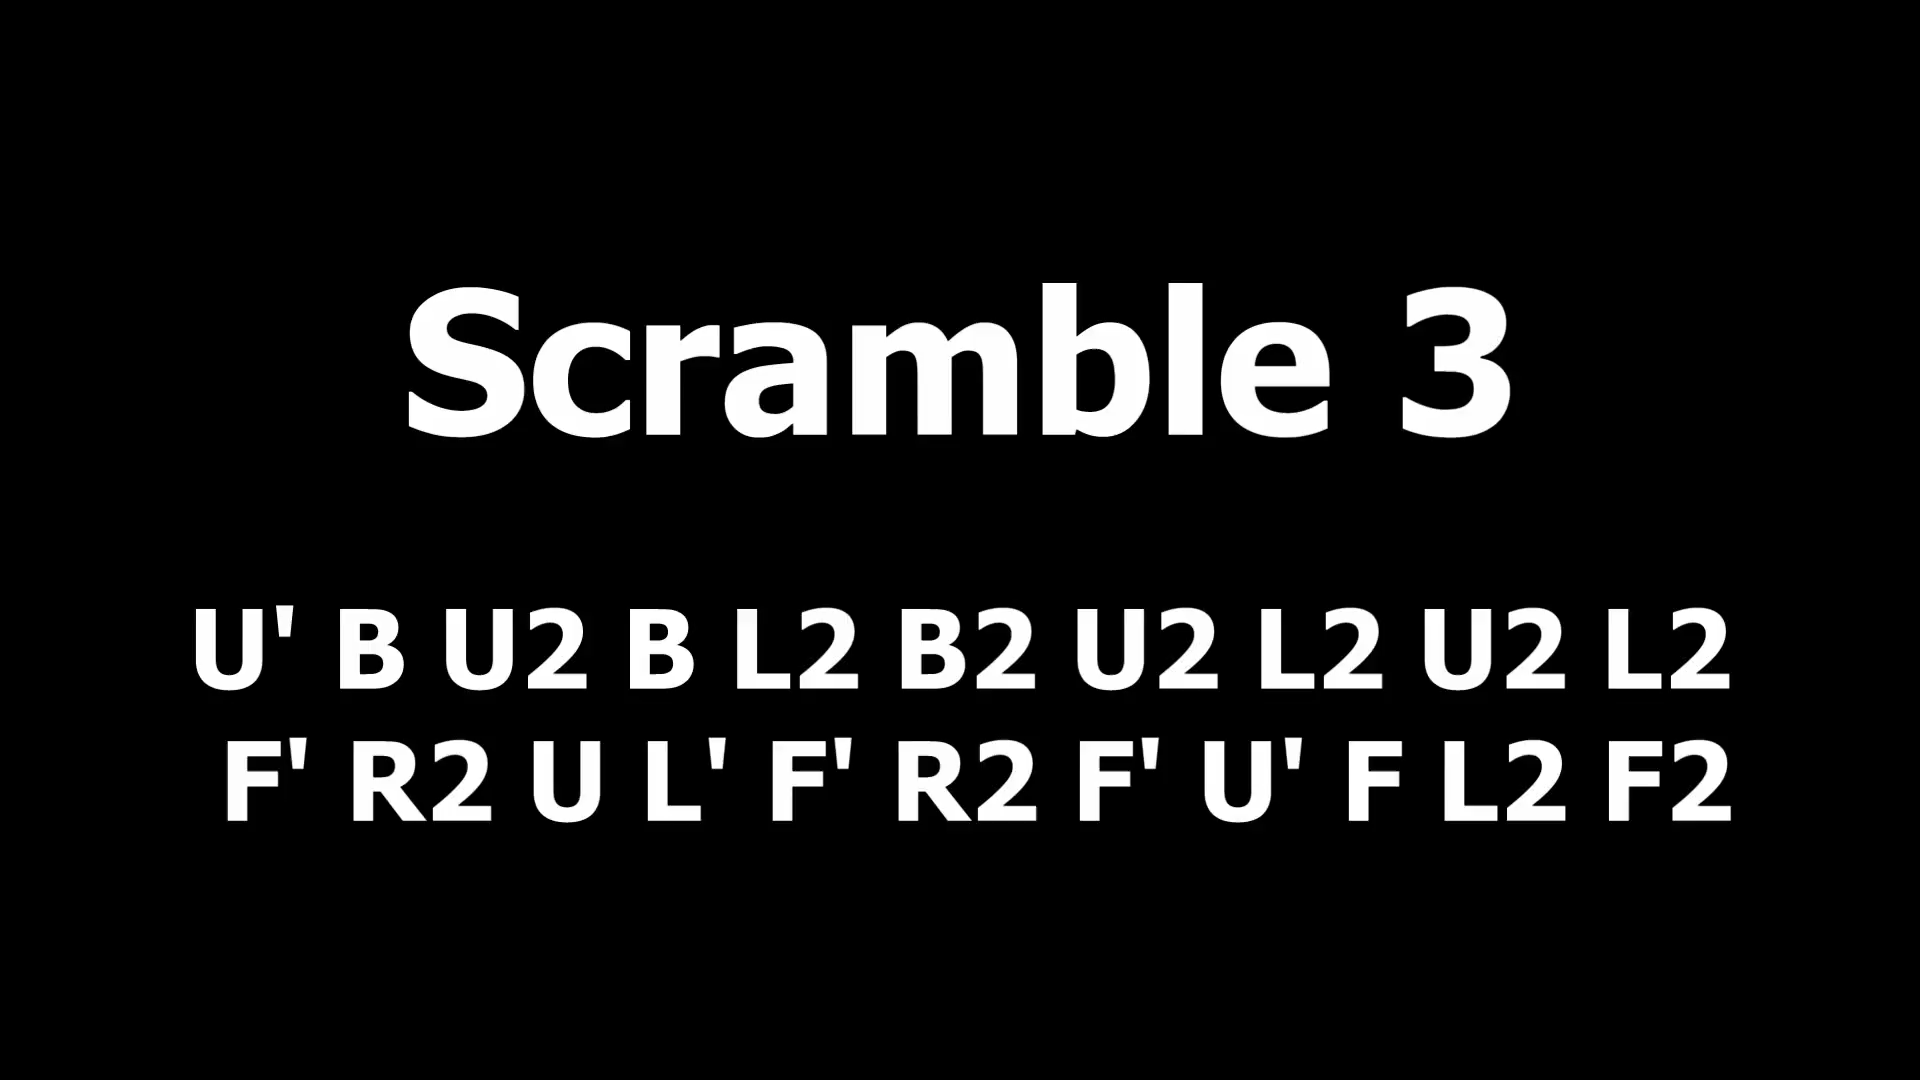 Scramble 3
U' B U2 B L2 B2 U2 L2 U2 L2
F' R2 U L' F' R2 F' U' F L2 F2